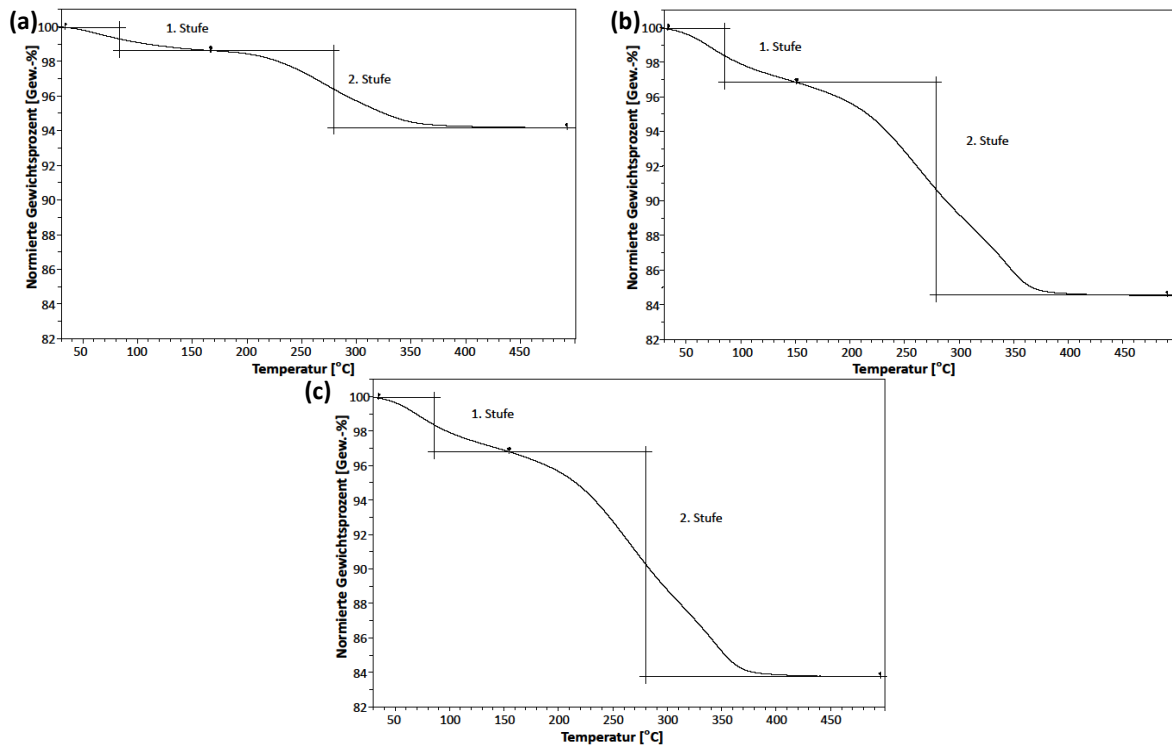 (a)
Normierte Gewichtsprozent [Gew.-%]
100
98
96
94
92
90
88
86
84
82
1. Stufe
2. Stufe
50 100 150 200 250 300 350 400 450
Temperatur [°C]
(b)
Normierte Gewichtsprozent [Gew.-%]
100
98
96
94
92
90
88
86
84
82
1. Stufe
2. Stufe
50 100 150 200 250 300 350 400 450
Temperatur [°C]
(c)
Normierte Gewichtsprozent [Gew.-%]
100
98
96
94
92
90
88
86
84
82
1. Stufe
2. Stufe
50 100 150 200 250 300 350 400 450
Temperatur [°C]